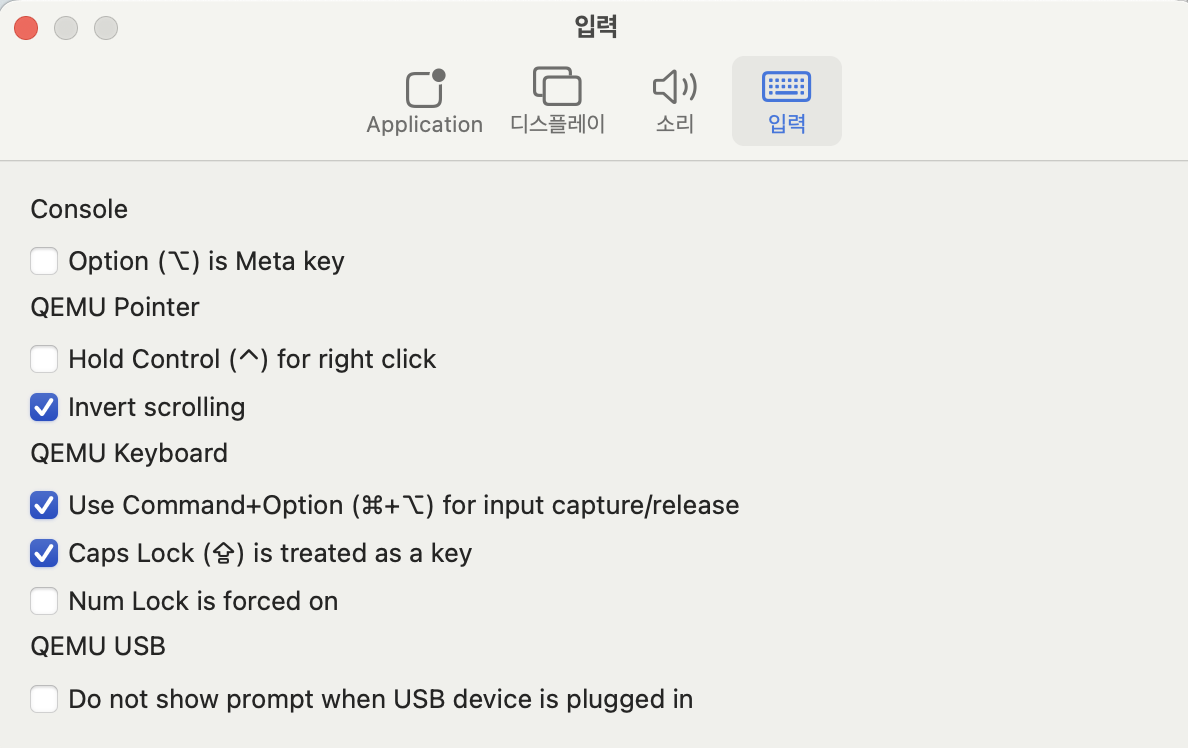 입력
Application
디스플레이
소리
입력
Console
Option (⌥) is Meta key
QEMU Pointer
Hold Control (^) for right click
Invert scrolling
QEMU Keyboard
Use Command+Option (⌘+⌥) for input capture/release
Caps Lock (⇪) is treated as a key
Num Lock is forced on
QEMU USB
Do not show prompt when USB device is plugged in